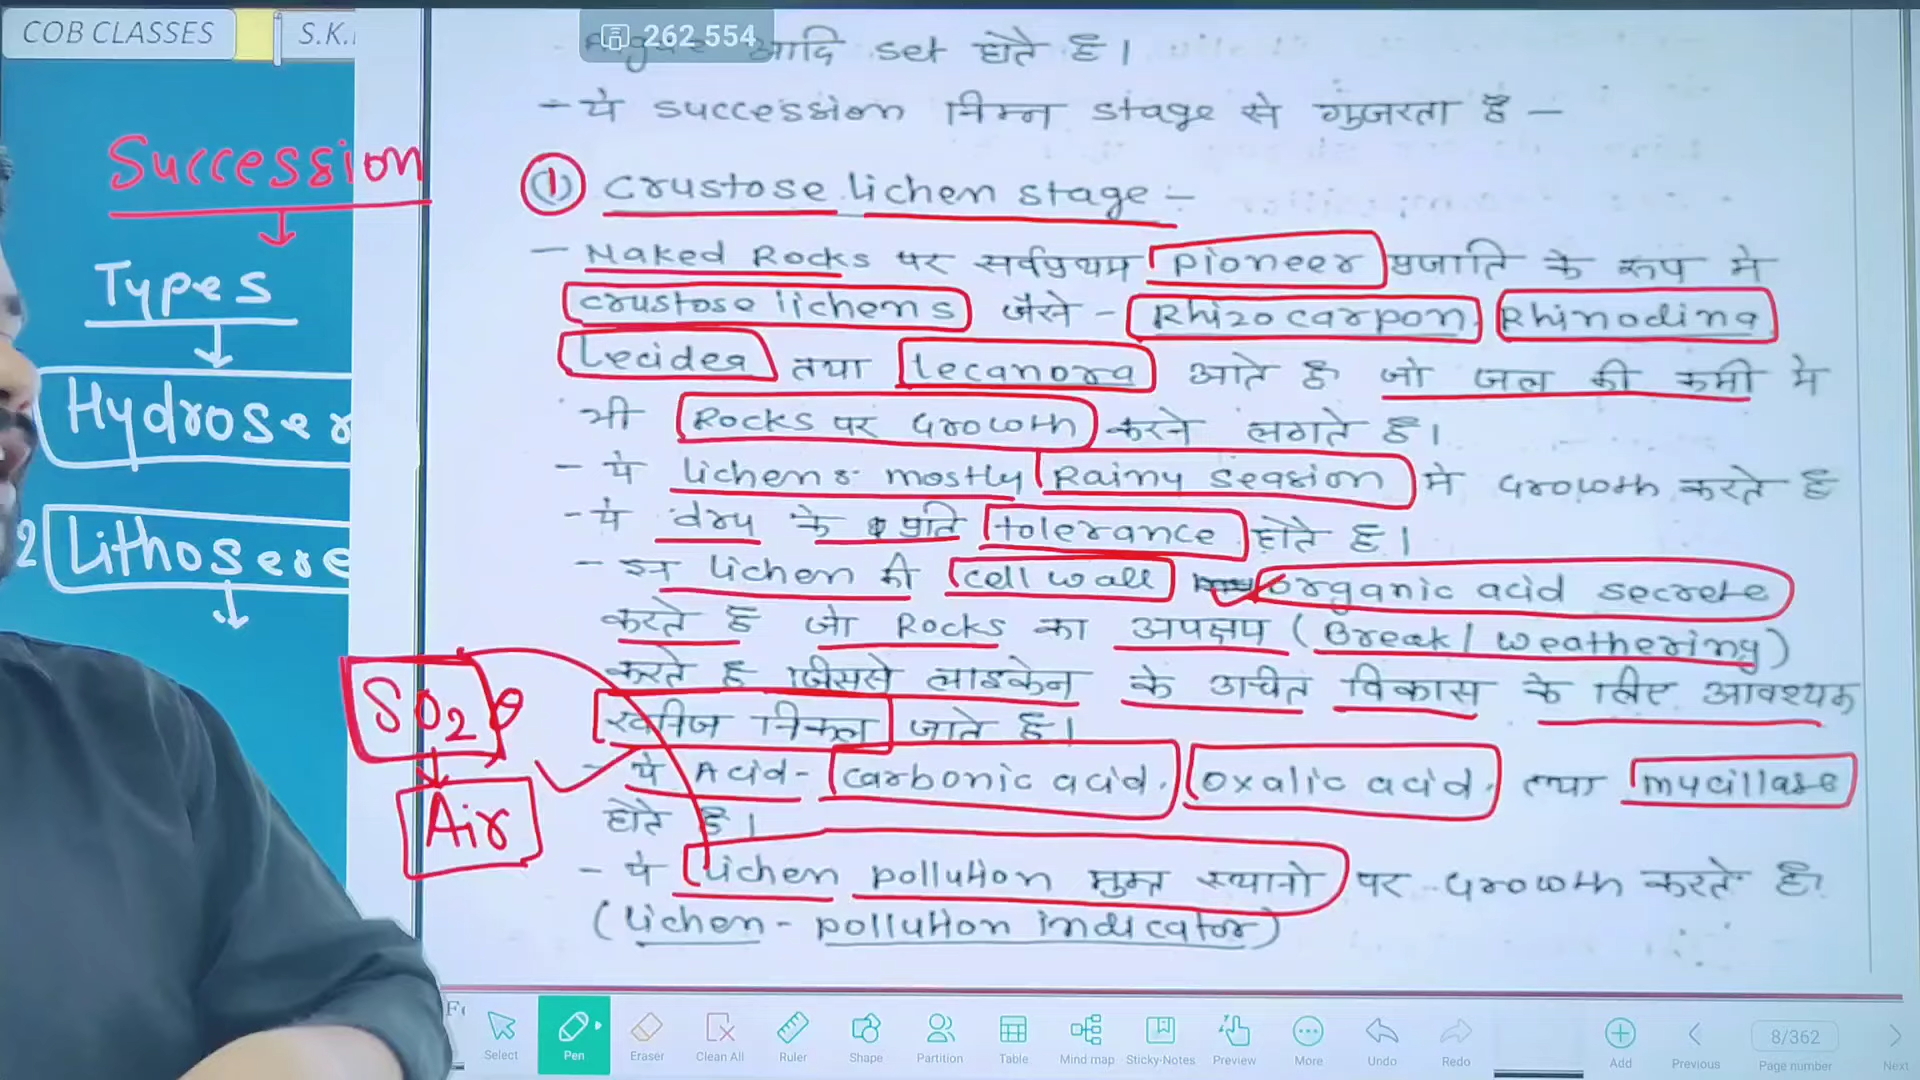 COB CLASSES
S.K.
262,554
आदि set होते है।
- ये succession निम्न stage से गुजरता है -
① crustose lichen stage :-
- Naked Rocks पर सर्वप्रथम pioneer प्रजाति के रूप मे
crustose lichens जैसे - Rhizocarpon, Rhinodina,
Lecidea तथा Lecanora आते है जो जल की कमी मे
भी Rocks पर Growth करने लगते है।
- ये lichens mostly Rainy Seasion मे Growoth करते है
- ये dry के प्रति tolerance होते है।
- इन lichen की cell wall organic acid secrete
करते है जो Rocks का अपक्षय (Break/weathering)
करते है जिससे लाइकेन के उचित विकास के लिए आवश्यक
खनिज निकल जाते है।
- ये Acid- carbonic acid, oxalic acid, तथा mycillase
होते है।
- ये lichen pollution मुक्त स्थानो पर Growoth करते है।
(lichen - pollution indicator)
Succession
Types
Hydroser
2 Lithosere
SO2
Air
Select
Pen
Eraser
Clean All
Ruler
Shape
Partition
Table
Mind map
Sticky-Notes
Preview
More
Undo
Redo
Add
Previous
8/362
Page number
Next